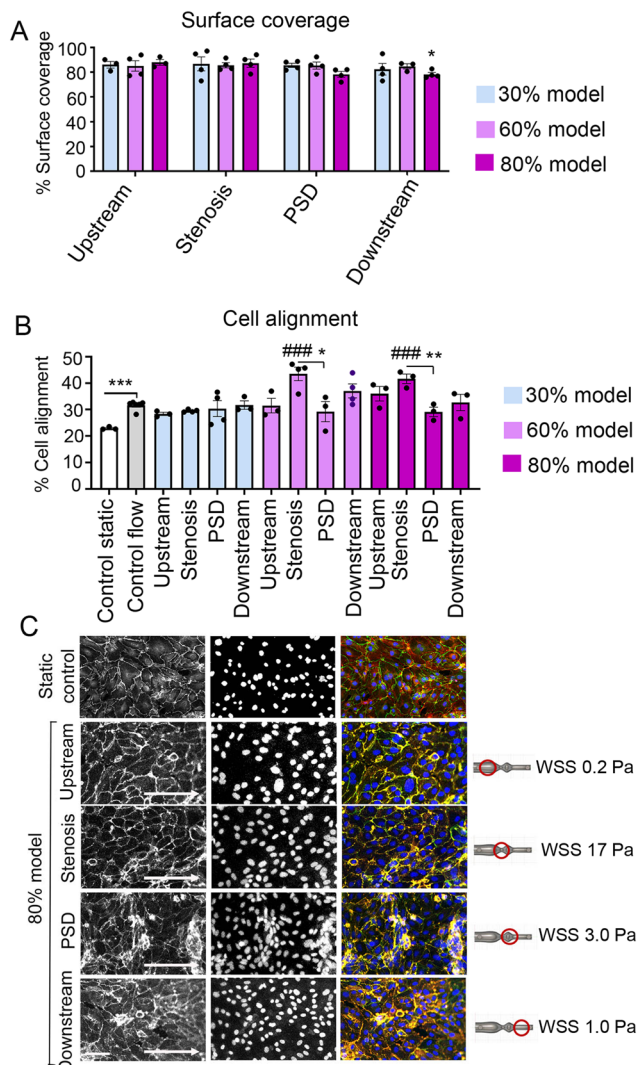 A
Surface coverage
% Surface coverage
100
80
60
40
20
0
*
Upstream
Stenosis
PSD
Downstream
30% model
60% model
80% model
B
Cell alignment
% Cell alignment
50
40
30
20
10
0
***
###
*
###
**
Control static
Control flow
Upstream
Stenosis
PSD
Downstream
Upstream
Stenosis
PSD
Downstream
Upstream
Stenosis
PSD
Downstream
30% model
60% model
80% model
C
Static
control
80% model
Upstream
WSS 0.2 Pa
Stenosis
WSS 17 Pa
PSD
WSS 3.0 Pa
Downstream
WSS 1.0 Pa